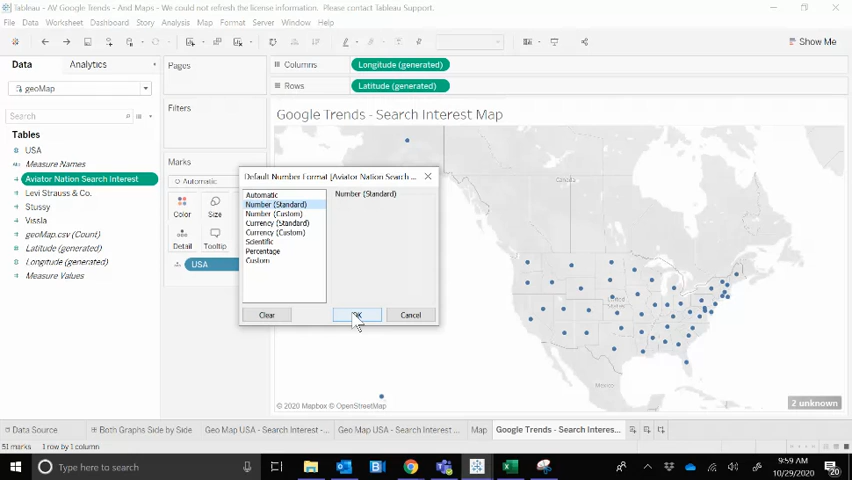 Tableau - AV Google Trends - And Maps - We could not refresh the license information. Please contact Tableau Support.
File Data Worksheet Dashboard Story Analysis Map Format Server Window Help
Show Me
Data Analytics
Pages
Columns Longitude (generated)
geoMap
Rows Latitude (generated)
Filters
Google Trends - Search Interest Map
Search
Tables
USA
Measure Names
Aviator Nation Search Interest
Levi Strauss & Co.
Stussy
Vissla
geoMap.csv (Count)
Latitude (generated)
Longitude (generated)
Measure Values
Marks
Automatic
Color Size
Detail Tooltip
USA
Default Number Format [Aviator Nation Search ...
Automatic
Number (Standard)
Number (Custom)
Currency (Standard)
Currency (Custom)
Scientific
Percentage
Custom
Number (Standard)
Clear OK Cancel
Canada
United States
Mexico
© 2020 Mapbox © OpenStreetMap
2 unknown
Data Source Both Graphs Side by Side Geo Map USA - Search Interest -... Geo Map USA - Search Interest ... Map Google Trends - Search Interes...
51 marks 1 row by 1 column
Type here to search
9:59 AM
10/29/2020
20